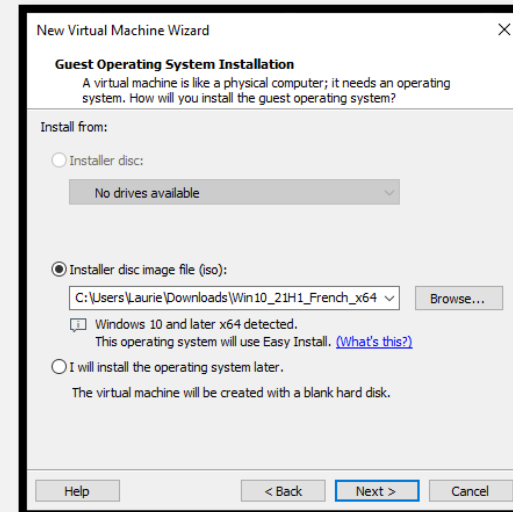 New Virtual Machine Wizard
Guest Operating System Installation
A virtual machine is like a physical computer; it needs an operating
system. How will you install the guest operating system?
Install from:
Installer disc:
No drives available
Installer disc image file (iso):
C:\Users\Laurie\Downloads\Win10_21H1_French_x64
Browse...
Windows 10 and later x64 detected.
This operating system will use Easy Install. (What's this?)
I will install the operating system later.
The virtual machine will be created with a blank hard disk.
Help
< Back
Next >
Cancel